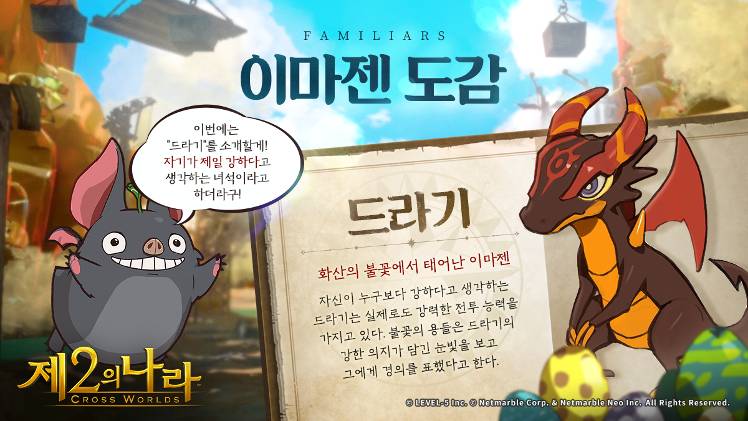 FAMILIARS
이마젠 도감
이번에는
"드라기"를 소개할게!
자기가 제일 강하다고
생각하는 녀석이라고
하더라구!
드라기
화산의 불꽃에서 태어난 이마젠
자신이 누구보다 강하다고 생각하는
드라기는 실제로도 강력한 전투 능력을
가지고 있다. 불꽃의 용들은 드라기의
강한 의지가 담긴 눈빛을 보고
그에게 경의를 표했다고 한다.
제2의 나라
CROSS WORLDS
© LEVEL-5 Inc. © Netmarble Corp. & Netmarble Neo Inc. All Rights Reserved.